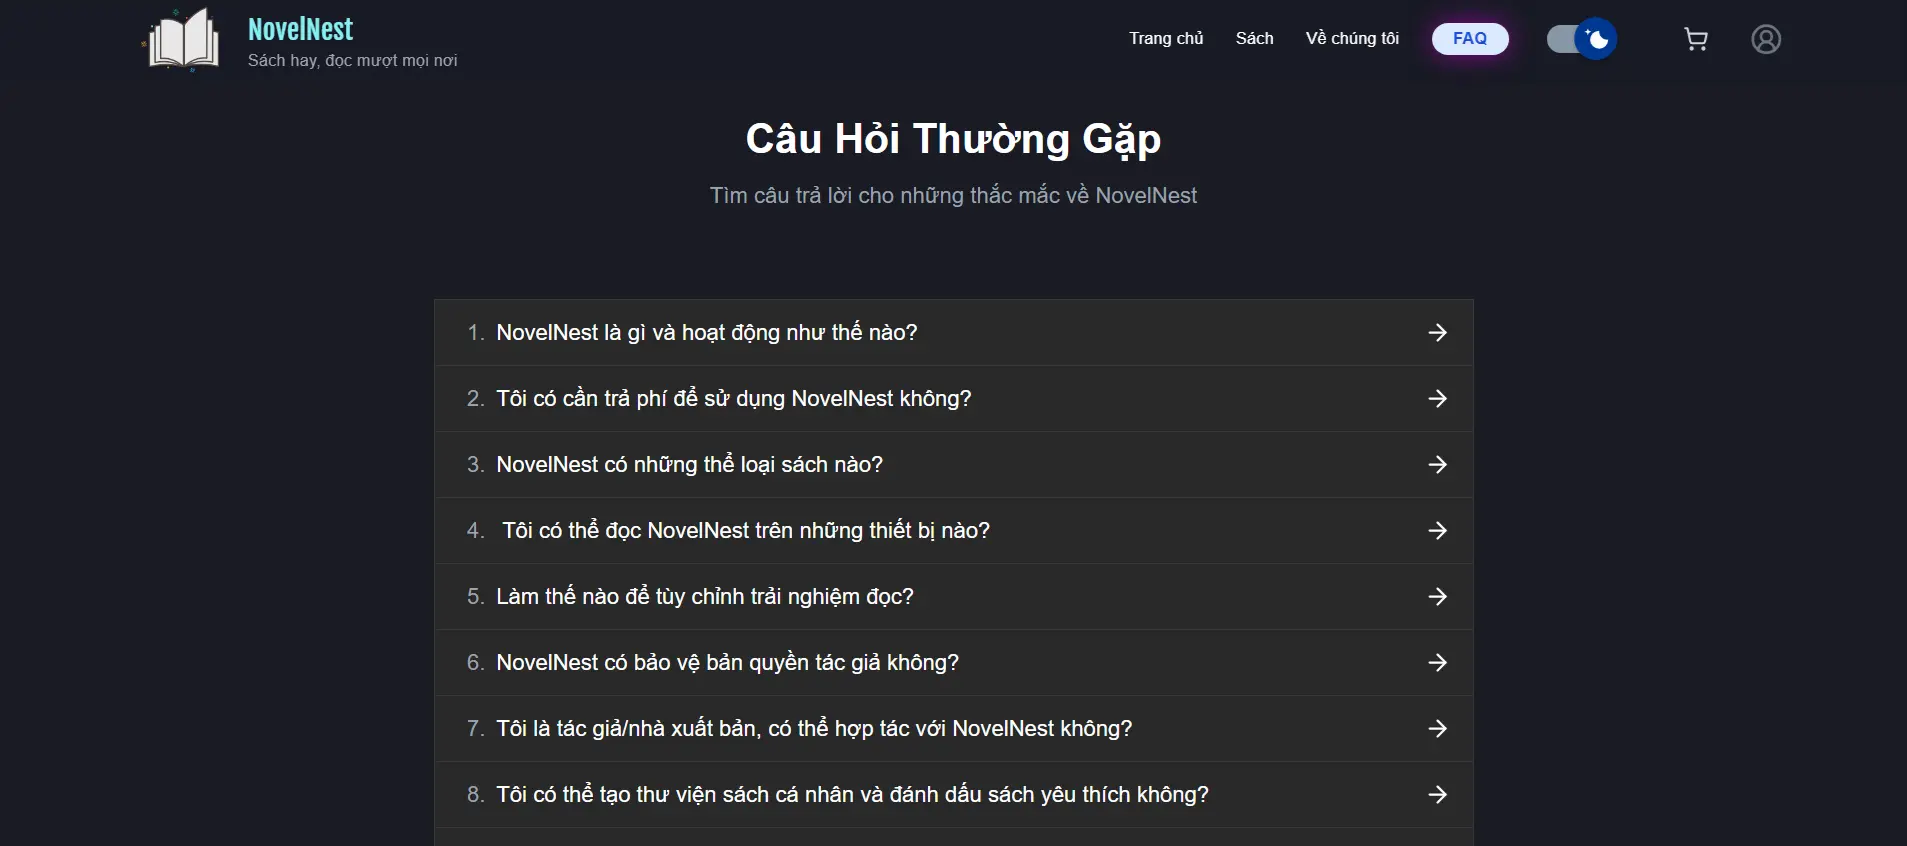 NovelNest
Sách hay, đọc mượt mọi nơi
Trang chủ
Sách
Về chúng tôi
FAQ
Câu Hỏi Thường Gặp
Tìm câu trả lời cho những thắc mắc về NovelNest
1. NovelNest là gì và hoạt động như thế nào?
2. Tôi có cần trả phí để sử dụng NovelNest không?
3. NovelNest có những thể loại sách nào?
4. Tôi có thể đọc NovelNest trên những thiết bị nào?
5. Làm thế nào để tùy chỉnh trải nghiệm đọc?
6. NovelNest có bảo vệ bản quyền tác giả không?
7. Tôi là tác giả/nhà xuất bản, có thể hợp tác với NovelNest không?
8. Tôi có thể tạo thư viện sách cá nhân và đánh dấu sách yêu thích không?